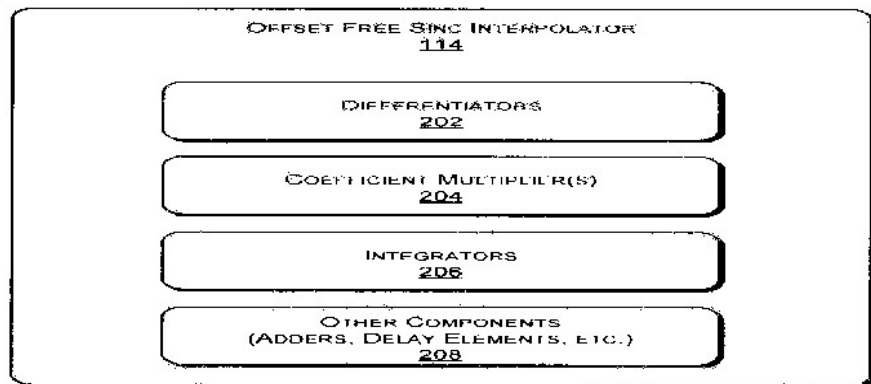 OFFSET FREE SINC INTERPOLATOR
114
DIFFERENTIATORS
202
COEFFICIENT MULTIPLIER(S)
204
INTEGRATORS
206
OTHER COMPONENTS
(ADDERS, DELAY ELEMENTS, ETC.)
208